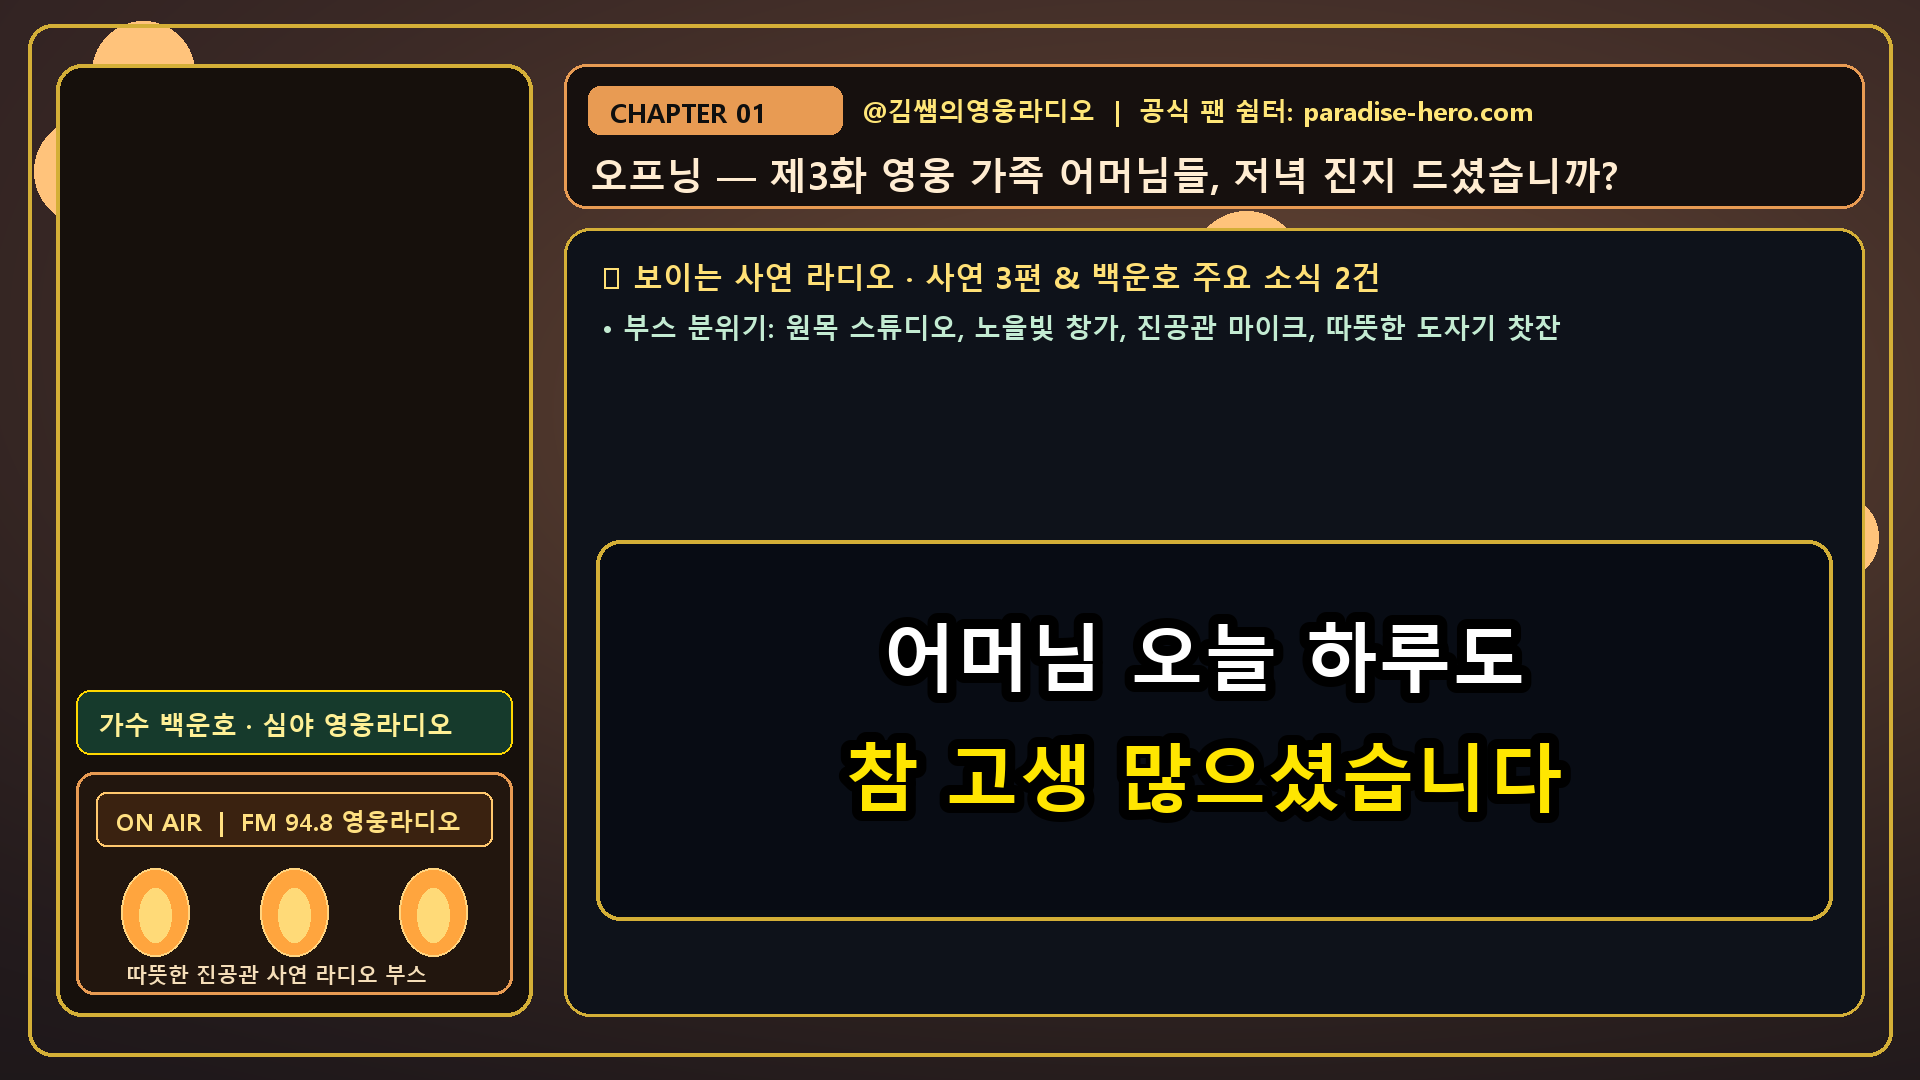 CHAPTER 01 @김쌤의영웅라디오 | 공식 팬 쉼터: paradise-hero.com
오프닝 — 제3화 영웅 가족 어머님들, 저녁 진지 드셨습니까?
보이는 사연 라디오 · 사연 3편 & 백운호 주요 소식 2건
• 부스 분위기: 원목 스튜디오, 노을빛 창가, 진공관 마이크, 따뜻한 도자기 찻잔
어머님 오늘 하루도
참 고생 많으셨습니다
가수 백운호 · 심야 영웅라디오
ON AIR | FM 94.8 영웅라디오
따뜻한 진공관 사연 라디오 부스